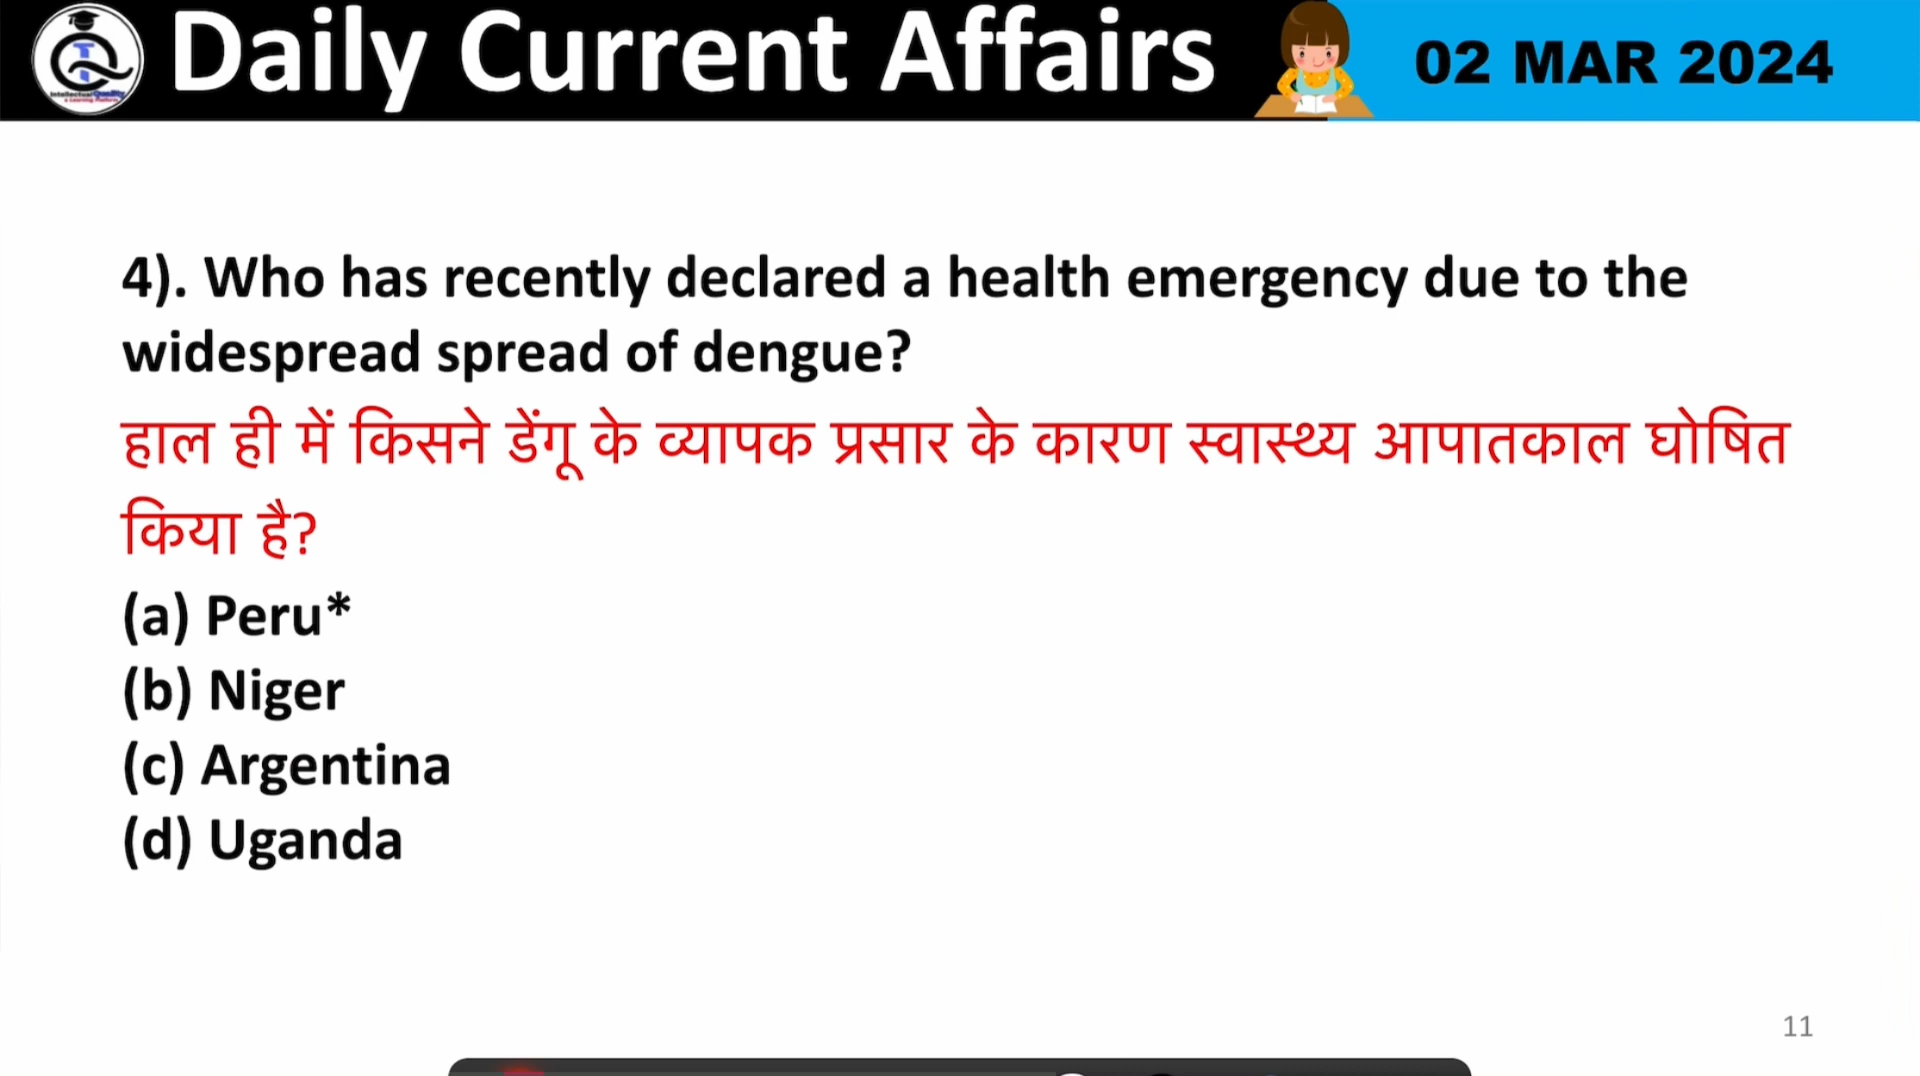 Daily Current Affairs
02 MAR 2024
4). Who has recently declared a health emergency due to the
widespread spread of dengue?
हाल ही में किसने डेंगू के व्यापक प्रसार के कारण स्वास्थ्य आपातकाल घोषित
किया है?
(a) Peru*
(b) Niger
(c) Argentina
(d) Uganda
11